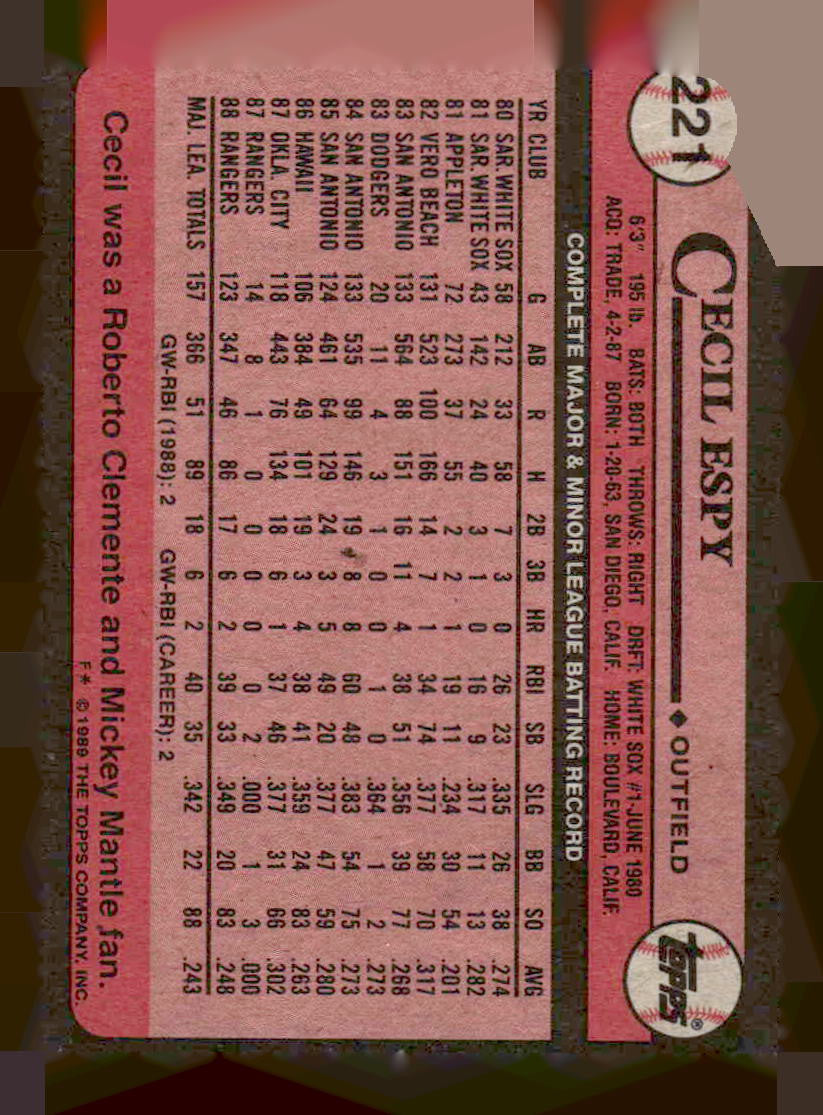 221
CECIL ESPY ◆ OUTFIELD
topps®
6'3" 195 lb. BATS: BOTH THROWS: RIGHT DRFT: WHITE SOX #1-JUNE 1980
ACQ: TRADE, 4-2-87 BORN: 1-20-63, SAN DIEGO, CALIF. HOME: BOULEVARD, CALIF.
COMPLETE MAJOR & MINOR LEAGUE BATTING RECORD
YR CLUB G AB R H 2B 3B HR RBI SB SLG BB SO AVG
80 SAR. WHITE SOX 58 212 33 58 7 3 0 26 23 .335 26 38 .274
81 SAR. WHITE SOX 43 142 24 40 3 1 0 16 9 .317 11 13 .282
81 APPLETON 72 273 37 55 2 2 1 19 11 .234 30 54 .201
82 VERO BEACH 131 523 100 166 14 7 1 34 74 .377 58 70 .317
83 SAN ANTONIO 133 564 88 151 16 11 4 38 51 .356 39 77 .268
83 DODGERS 20 11 4 3 1 0 0 1 0 .364 1 2 .273
84 SAN ANTONIO 133 535 99 146 19 8 8 60 48 .383 54 75 .273
85 SAN ANTONIO 124 461 64 129 24 3 5 49 20 .377 47 59 .280
86 HAWAII 106 384 49 101 19 3 4 38 41 .359 24 83 .263
87 OKLA. CITY 118 443 76 134 18 6 1 37 46 .377 31 66 .302
87 RANGERS 14 8 1 0 0 0 0 0 2 .000 1 3 .000
88 RANGERS 123 347 46 86 17 6 2 39 33 .349 20 83 .248
MAJ. LEA. TOTALS 157 366 51 89 18 6 2 40 35 .342 22 88 .243
GW-RBI (1988): 2 GW-RBI (CAREER): 2
Cecil was a Roberto Clemente and Mickey Mantle fan.
F* © 1989 THE TOPPS COMPANY, INC.